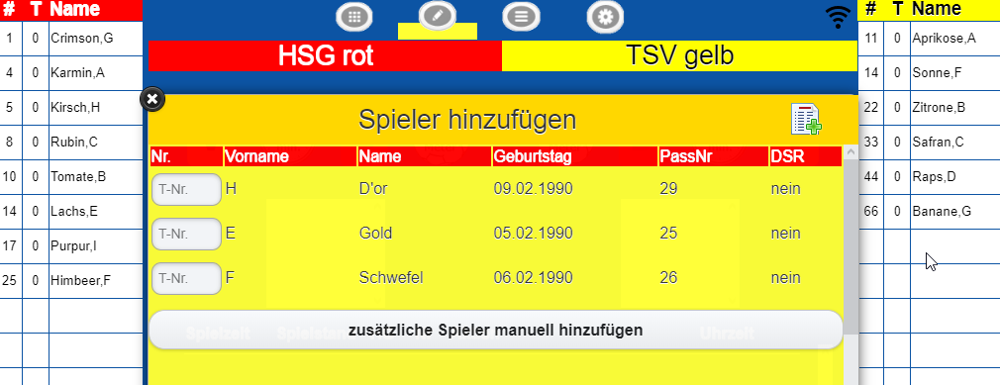 # T Name
1 0 Crimson,G
4 0 Karmin,A
5 0 Kirsch,H
8 0 Rubin,C
10 0 Tomate,B
14 0 Lachs,E
17 0 Purpur,I
25 0 Himbeer,F
HSG rot TSV gelb
Spieler hinzufügen
Nr. Vorname Name Geburtstag PassNr DSR
T-Nr. H D'or 09.02.1990 29 nein
T-Nr. E Gold 05.02.1990 25 nein
T-Nr. F Schwefel 06.02.1990 26 nein
zusätzliche Spieler manuell hinzufügen
Spielzeit
Uhrzeit
# T Name
11 0 Aprikose,A
14 0 Sonne,F
22 0 Zitrone,B
33 0 Safran,C
44 0 Raps,D
66 0 Banane,G